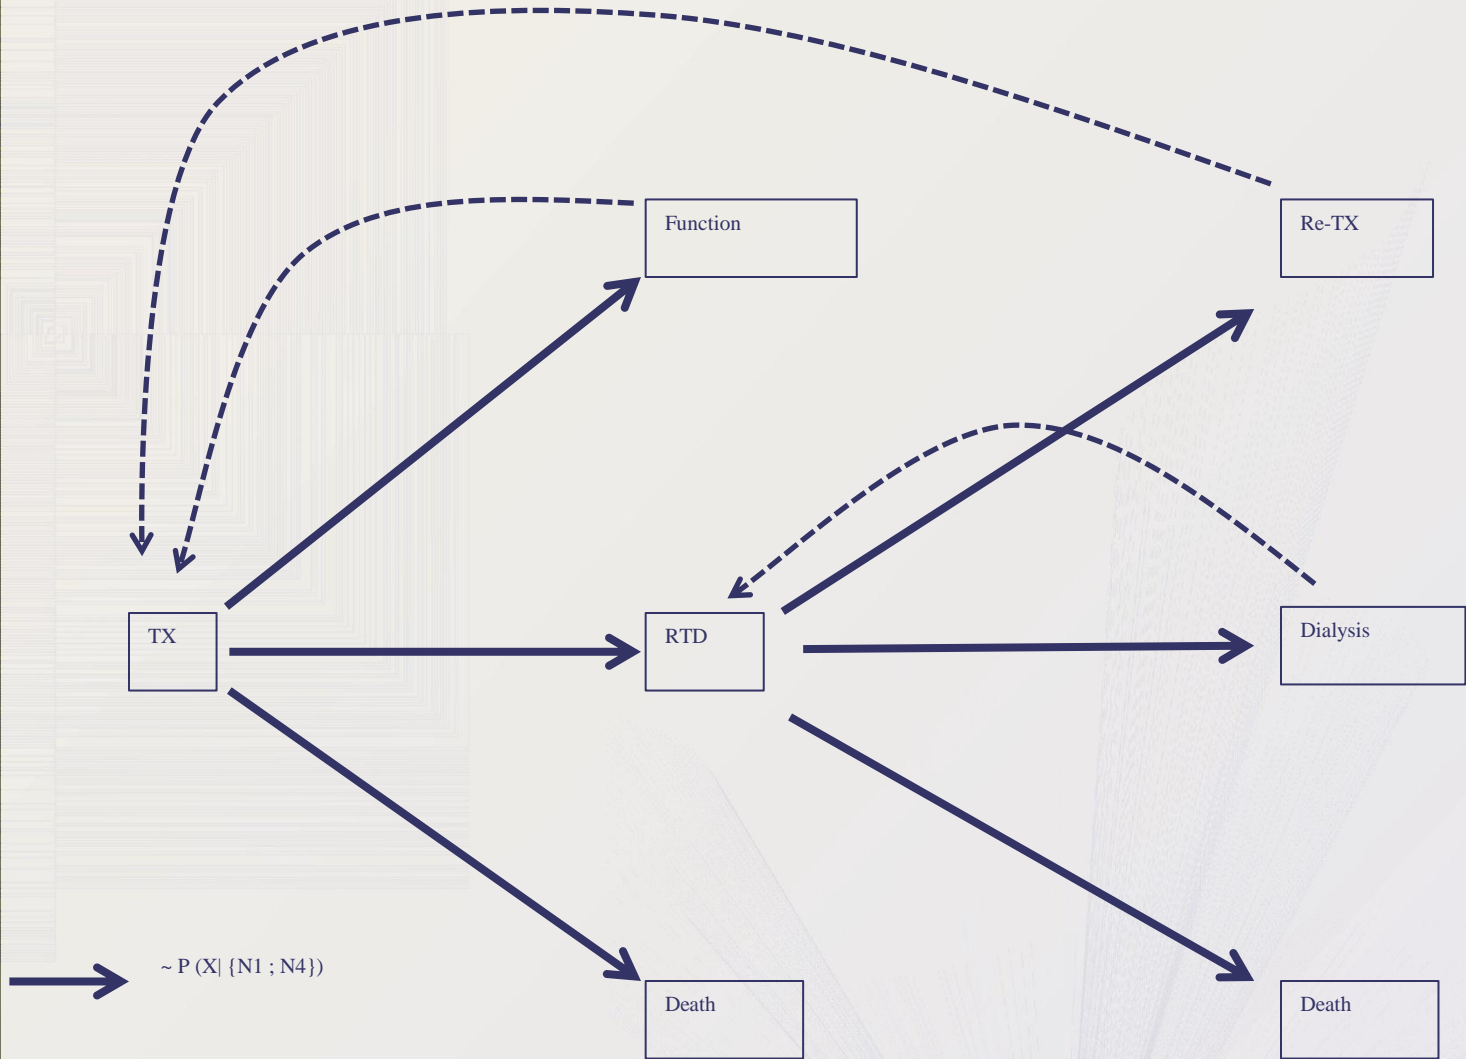 Function
Re-TX
TX
RTD
Dialysis
~ P (X| {N1 ; N4})
Death
Death